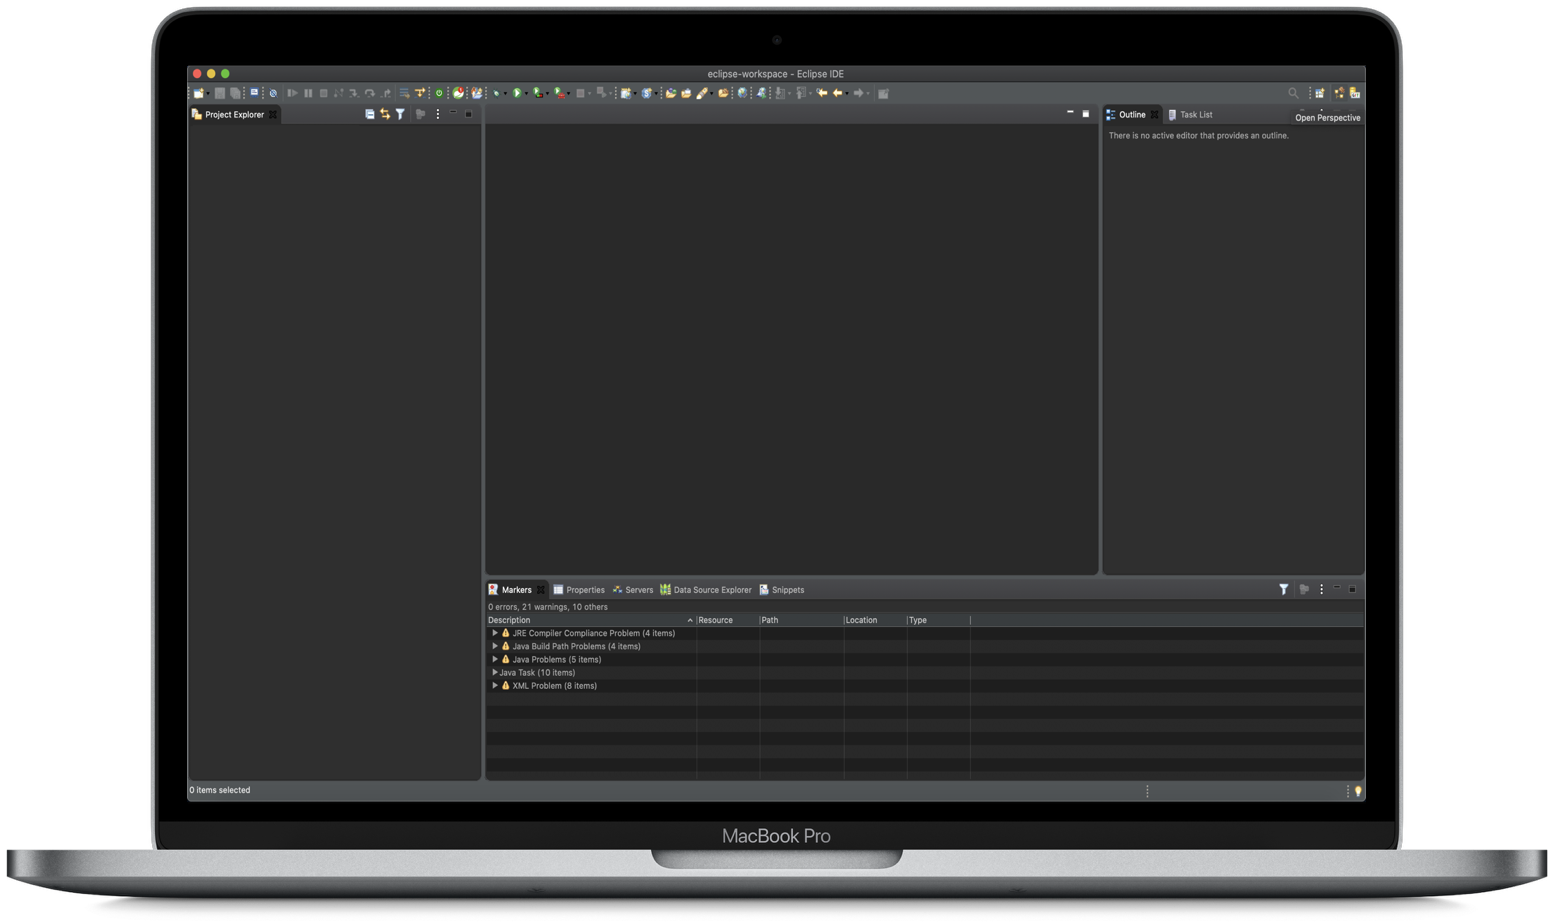 eclipse-workspace - Eclipse IDE
Project Explorer
Outline
Task List
Open Perspective
There is no active editor that provides an outline.
Markers
Properties
Servers
Data Source Explorer
Snippets
0 errors, 21 warnings, 10 others
Description
Resource
Path
Location
Type
JRE Compiler Compliance Problem (4 items)
Java Build Path Problems (4 items)
Java Problems (5 items)
Java Task (10 items)
XML Problem (8 items)
0 items selected
MacBook Pro